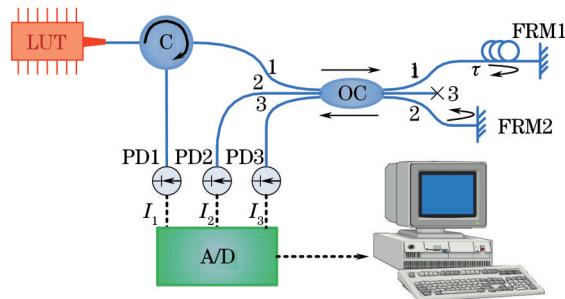 LUT
C
1
2
3
OC
1
τ
3
2
FRM1
FRM2
PD1
PD2
PD3
I1
I2
I3
A/D